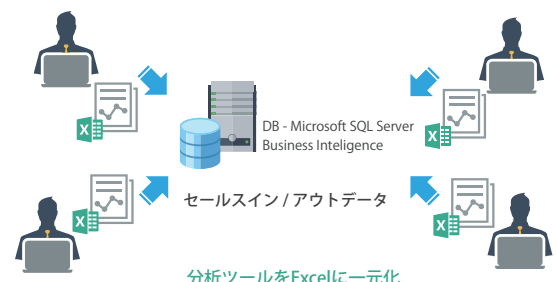 DB - Microsoft SQL Server
Business Inteligence
セールスイン / アウトデータ
X
X
X
X
分析ツールをExcelに一元化